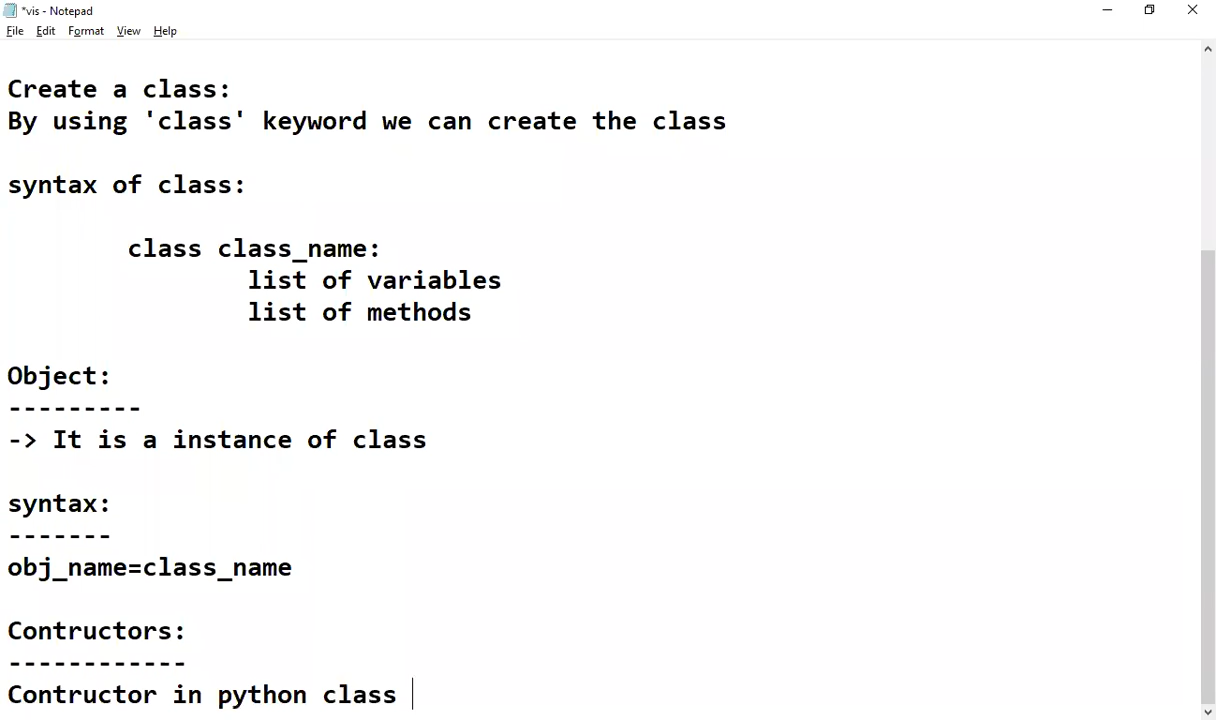 *vis - Notepad
File Edit Format View Help
Create a class:
By using 'class' keyword we can create the class
syntax of class:
class class_name:
list of variables
list of methods
Object:
---------
-> It is a instance of class
syntax:
-------
obj_name=class_name
Contructors:
------------
Contructor in python class